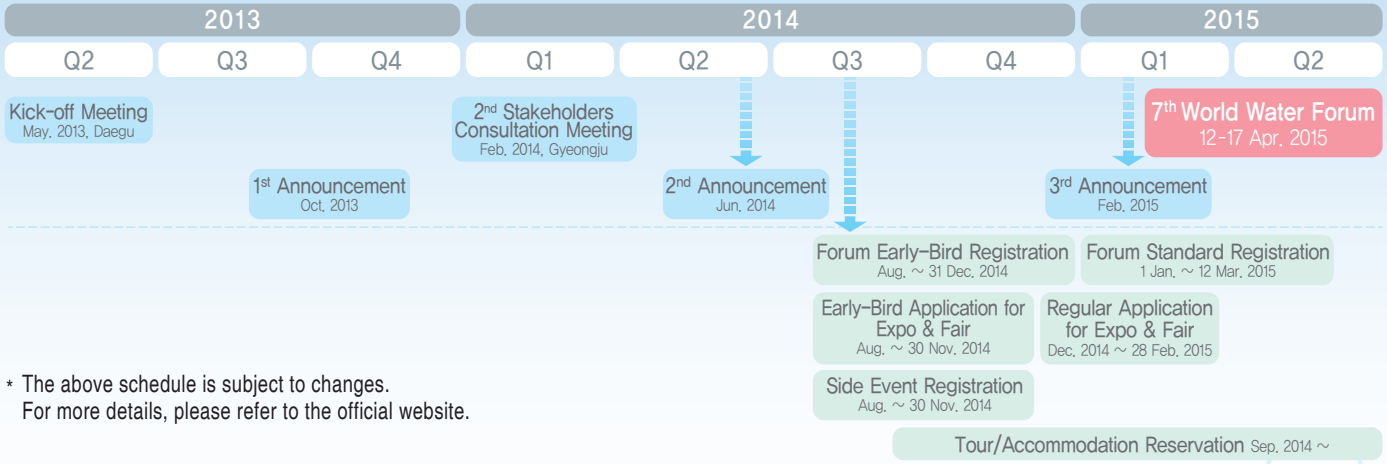 2013 2014 2015
Q2 Q3 Q4 Q1 Q2 Q3 Q4 Q1 Q2
Kick-off Meeting
May. 2013, Daegu
2nd Stakeholders
Consultation Meeting
Feb. 2014, Gyeongju
7th World Water Forum
12-17 Apr. 2015
1st Announcement
Oct. 2013
2nd Announcement
Jun. 2014
3rd Announcement
Feb. 2015
Forum Early-Bird Registration
Aug. ~ 31 Dec. 2014
Forum Standard Registration
1 Jan. ~ 12 Mar. 2015
Early-Bird Application for
Expo & Fair
Aug. ~ 30 Nov. 2014
Regular Application
for Expo & Fair
Dec. 2014 ~ 28 Feb. 2015
Side Event Registration
Aug. ~ 30 Nov. 2014
Tour/Accommodation Reservation Sep. 2014 ~
* The above schedule is subject to changes.
For more details, please refer to the official website.